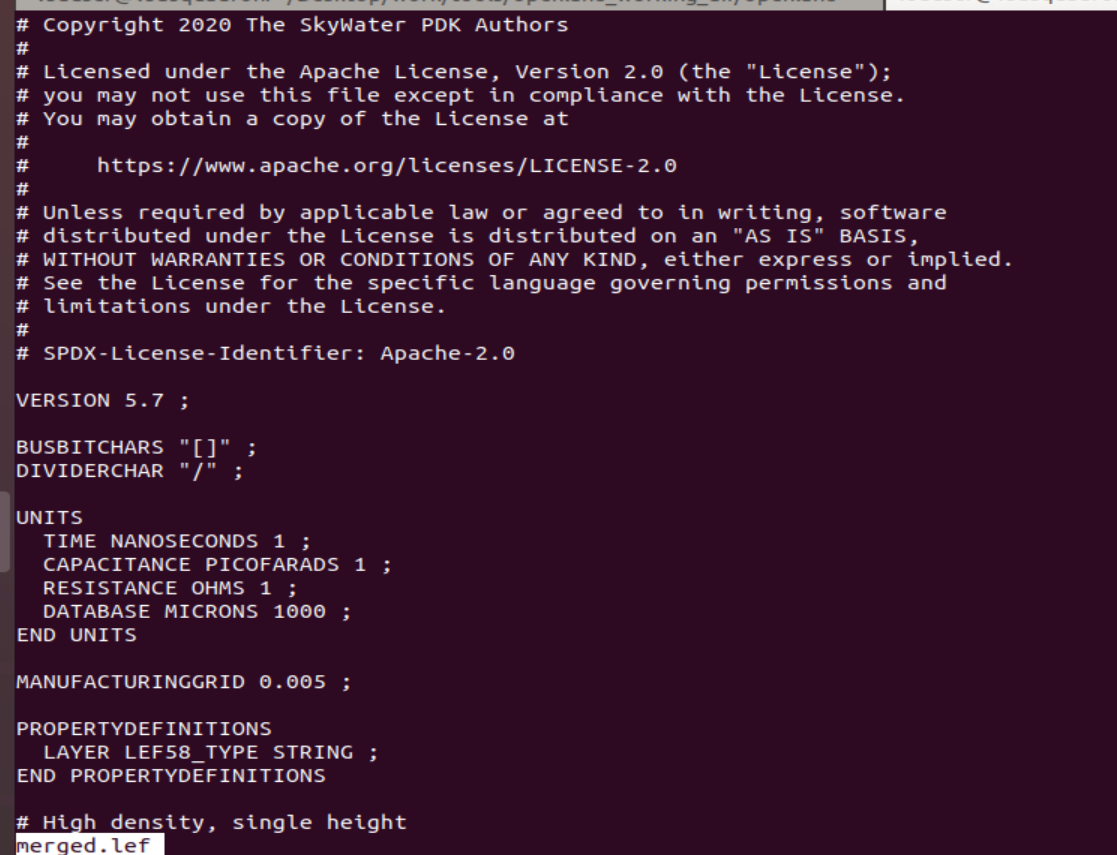 # Copyright 2020 The SkyWater PDK Authors
#
# Licensed under the Apache License, Version 2.0 (the "License");
# you may not use this file except in compliance with the License.
# You may obtain a copy of the License at
#
#     https://www.apache.org/licenses/LICENSE-2.0
#
# Unless required by applicable law or agreed to in writing, software
# distributed under the License is distributed on an "AS IS" BASIS,
# WITHOUT WARRANTIES OR CONDITIONS OF ANY KIND, either express or implied.
# See the License for the specific language governing permissions and
# limitations under the License.
#
# SPDX-License-Identifier: Apache-2.0

VERSION 5.7 ;

BUSBITCHARS "[]" ;
DIVIDERCHAR "/" ;

UNITS
  TIME NANOSECONDS 1 ;
  CAPACITANCE PICOFARADS 1 ;
  RESISTANCE OHMS 1 ;
  DATABASE MICRONS 1000 ;
END UNITS

MANUFACTURINGGRID 0.005 ;

PROPERTYDEFINITIONS
  LAYER LEF58_TYPE STRING ;
END PROPERTYDEFINITIONS

# High density, single height
merged.lef